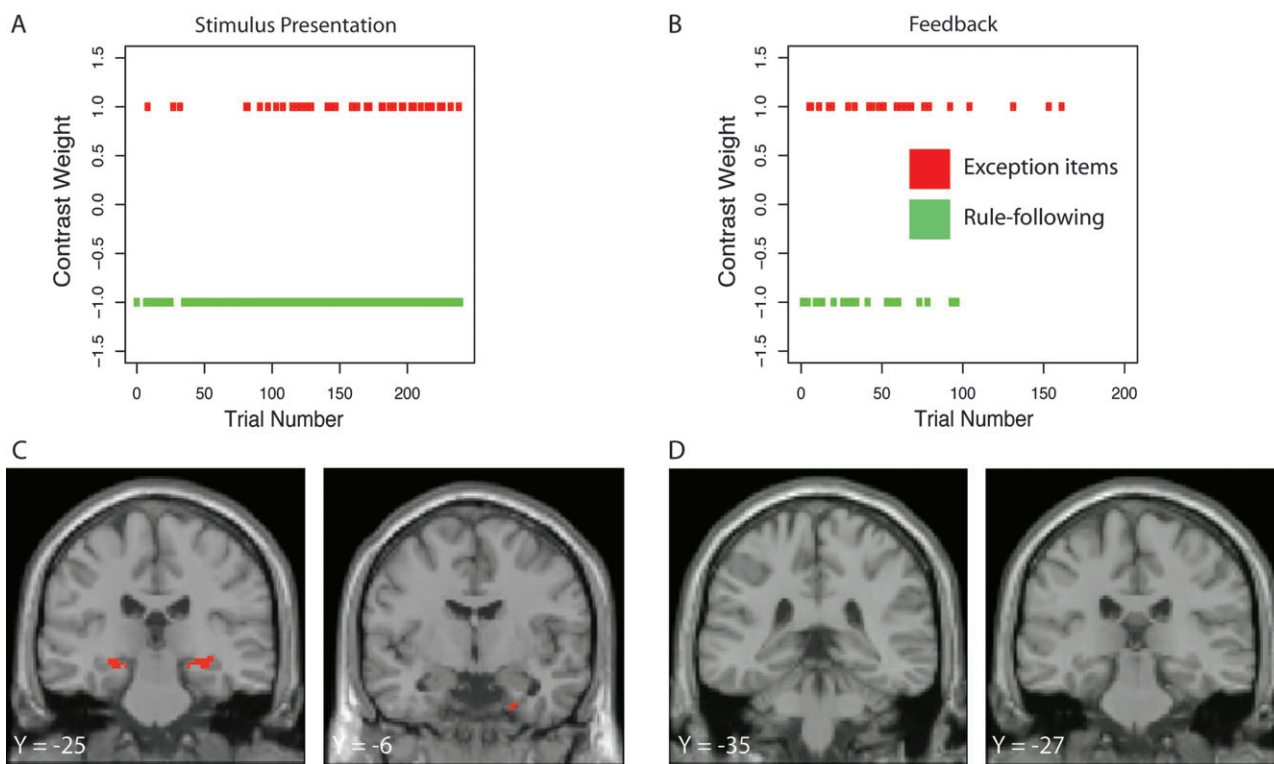 A
Stimulus Presentation
Contrast Weight
1.5
1.0
0.5
0.0
-0.5
-1.0
-1.5
0
50
100
150
200
Trial Number
B
Feedback
Contrast Weight
1.5
1.0
0.5
0.0
-0.5
-1.0
-1.5
Exception items
Rule-following
0
50
100
150
200
Trial Number
C
Y = -25
Y = -6
D
Y = -35
Y = -27